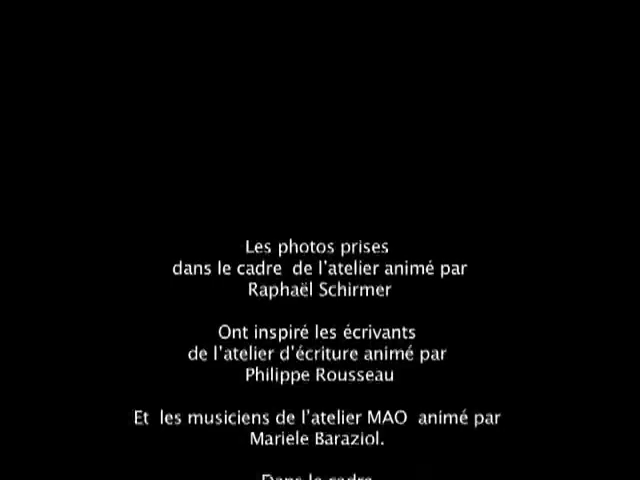 Les photos prises
dans le cadre  de l'atelier animé par
Raphaël Schirmer
Ont inspiré les écrivants
de l'atelier d'écriture animé par
Philippe Rousseau
Et  les musiciens de l'atelier MAO  animé par
Mariele Baraziol.
Dans le cadre